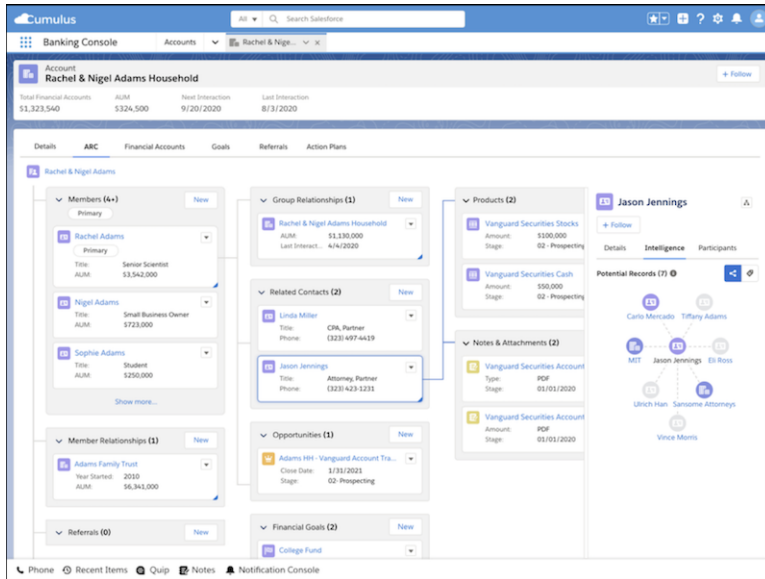 Cumulus
All
Search Salesforce
Banking Console
Accounts
Rachel & Nige...
Account
Rachel & Nigel Adams Household
+ Follow
Total Financial Accounts
AUM
Next Interaction
Last Interaction
$1,323,540
$324,500
9/20/2020
8/3/2020
Details
ARC
Financial Accounts
Goals
Referrals
Action Plans
Rachel & Nigel Adams
Members (4+)
New
Primary
Rachel Adams
Primary
Title: Senior Scientist
AUM: $3,542,000
Nigel Adams
Title: Small Business Owner
AUM: $723,000
Sophie Adams
Title: Student
AUM: $250,000
Show more...
Member Relationships (1)
New
Adams Family Trust
Year Started: 2010
AUM: $6,341,000
Referrals (0)
New
Group Relationships (1)
New
Rachel & Nigel Adams Household
AUM: $1,130,000
Last Interact... 4/4/2020
Related Contacts (2)
New
Linda Miller
Title: CPA, Partner
Phone: (323) 497-4419
Jason Jennings
Title: Attorney, Partner
Phone: (323) 423-1231
Opportunities (1)
New
Adams HH - Vanguard Account Tra...
Close Date: 1/31/2021
Stage: 02- Prospecting
Financial Goals (2)
New
College Fund
Products (2)
Vanguard Securities Stocks
Amount: $100,000
Stage: 02 - Prospecting
Vanguard Securities Cash
Amount: $50,000
Stage: 02 - Prospecting
Notes & Attachments (2)
Vanguard Securities Account
Type: PDF
Stage: 01/01/2020
Vanguard Securities Account
Amount: PDF
Stage: 01/01/2020
Jason Jennings
+ Follow
Details
Intelligence
Participants
Potential Records (7)
Carlo Mercado
Tiffany Adams
MIT
Jason Jennings
Eli Ross
Ulrich Han
Sansome Attorneys
Vince Morris
Phone
Recent Items
Quip
Notes
Notification Console